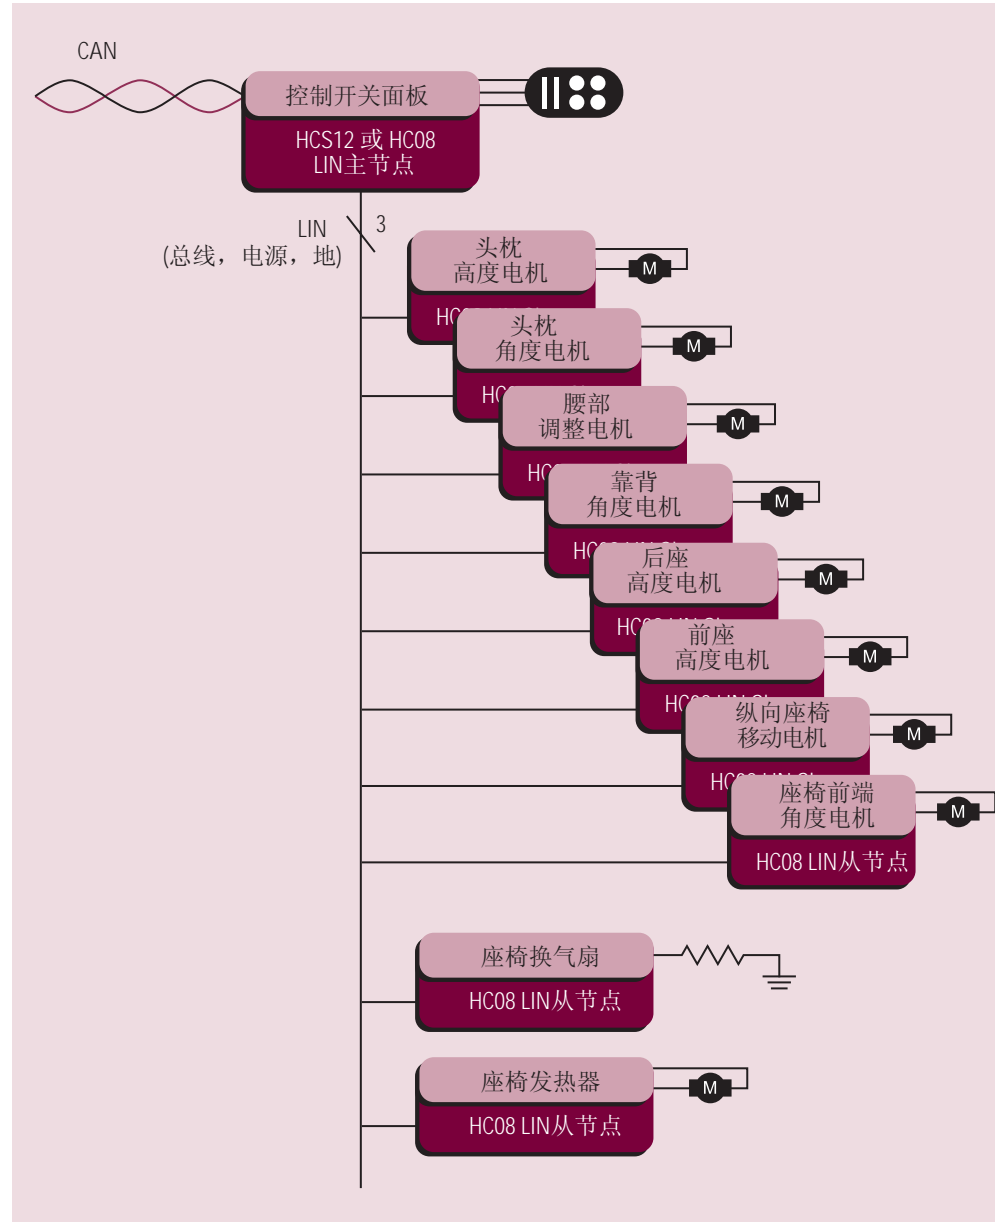 CAN
控制开关面板
HCS12 或 HC08
LIN主节点
LIN
3
(总线，电源，地)
头枕
高度电机
M
头枕
角度电机
M
腰部
调整电机
M
靠背
角度电机
M
后座
高度电机
M
前座
高度电机
M
纵向座椅
移动电机
M
座椅前端
角度电机
M
HC08 LIN从节点
座椅换气扇
HC08 LIN从节点
座椅发热器
M
HC08 LIN从节点